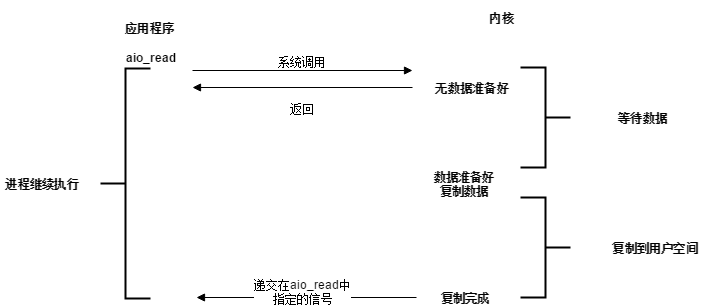 应用程序
内核
aio_read
系统调用
无数据准备好
返回
等待数据
进程继续执行
数据准备好
复制数据
复制到用户空间
递交在aio_read中
指定的信号
复制完成